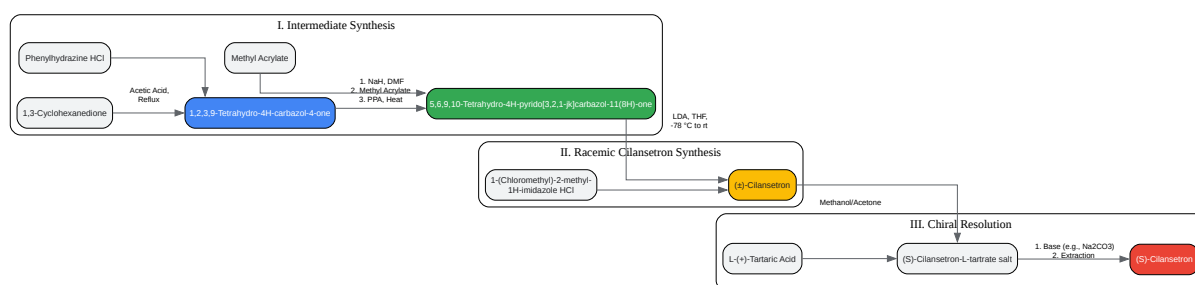 I. Intermediate Synthesis
Phenylhydrazine HCl
Methyl Acrylate
1,3-Cyclohexanedione
Acetic Acid,
Reflux
1,2,3,9-Tetrahydro-4H-carbazol-4-one
1. NaH, DMF
2. Methyl Acrylate
3. PPA, Heat
5,6,9,10-Tetrahydro-4H-pyrido[3,2,1-jk]carbazol-11(8H)-one
LDA, THF,
-78 °C to rt
II. Racemic Cilansetron Synthesis
1-(Chloromethyl)-2-methyl-
1H-imidazole HCl
(±)-Cilansetron
Methanol/Acetone
III. Chiral Resolution
L-(+)-Tartaric Acid
(S)-Cilansetron-L-tartrate salt
1. Base (e.g., Na2CO3)
2. Extraction
(S)-Cilansetron